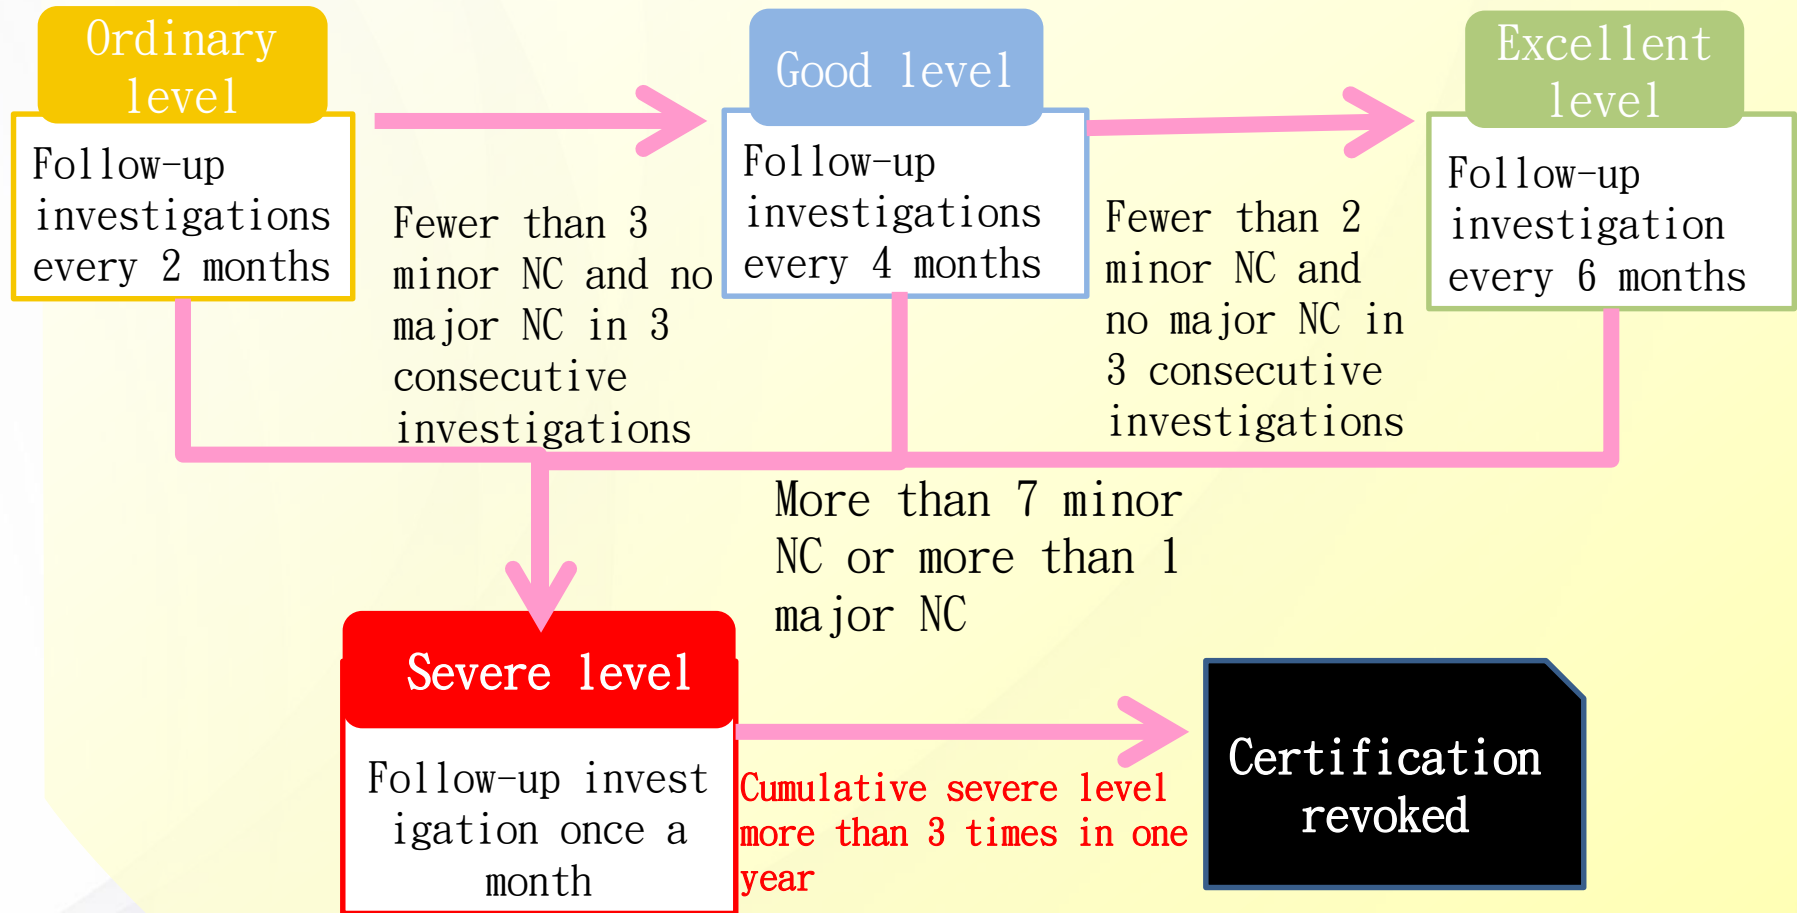 Ordinary
level
Follow-up
investigations
every 2 months
Fewer than 3
minor NC and no
major NC in 3
consecutive
investigations
Good level
Follow-up
investigations
every 4 months
Fewer than 2
minor NC and
no major NC in
3 consecutive
investigations
Excellent
level
Follow-up
investigation
every 6 months
More than 7 minor
NC or more than 1
major NC
Severe level
Follow-up invest
igation once a
month
Cumulative severe level
more than 3 times in one
year
Certification
revoked